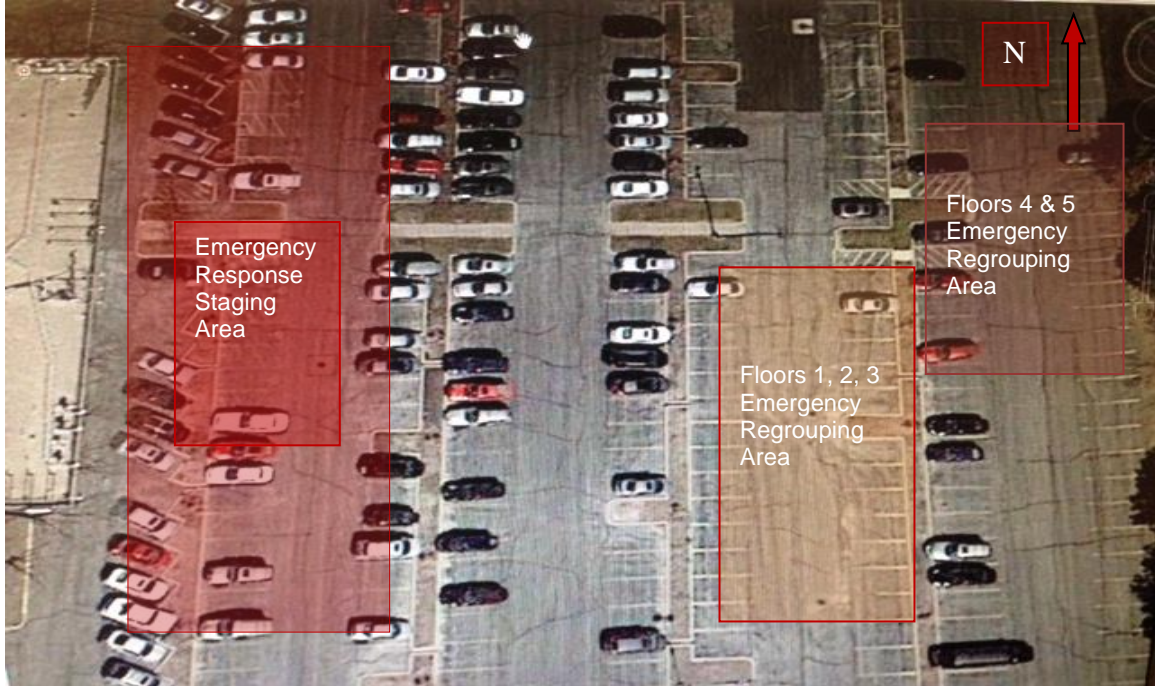 N
Emergency
Response
Staging
Area
Floors 1, 2, 3
Emergency
Regrouping
Area
Floors 4 & 5
Emergency
Regrouping
Area